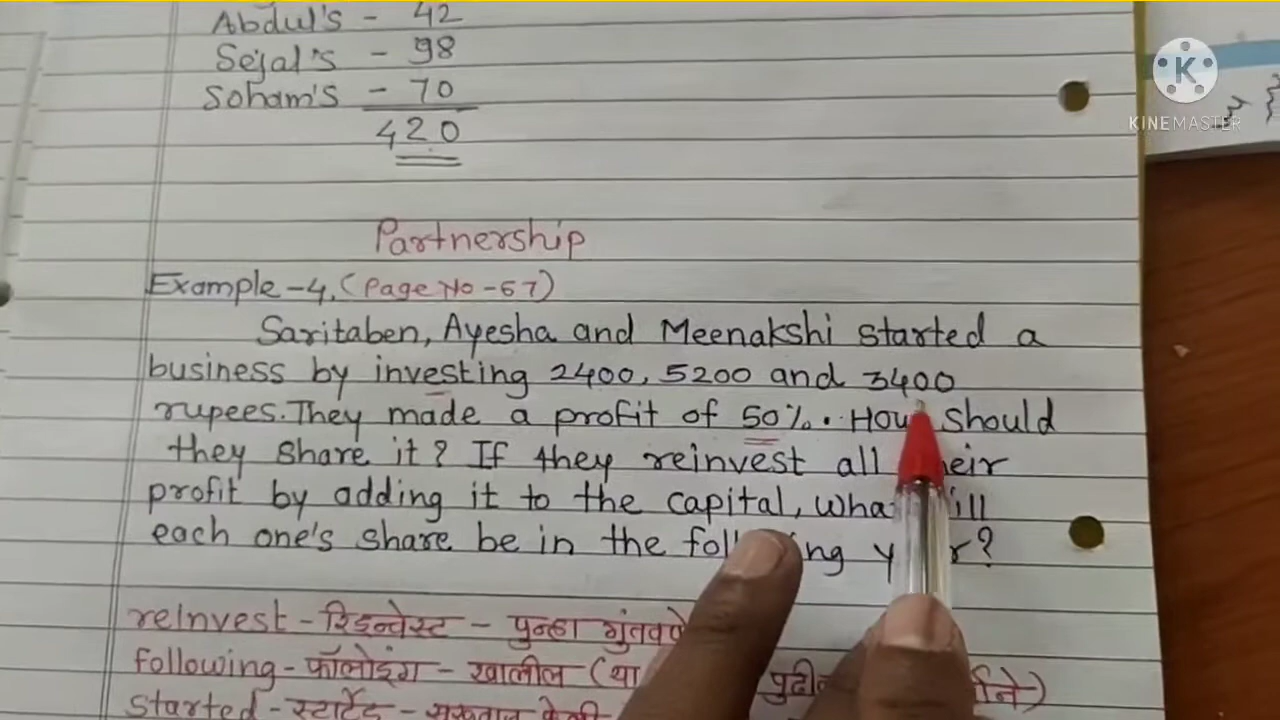 Abdul's - 42
Sejal's - 98
Soham's - 70
420
Partnership
Example-4. (Page No-67)
Saritaben, Ayesha and Meenakshi started a
business by investing 2400, 5200 and 3400
rupees. They made a profit of 50%. How should
they share it? If they reinvest all
profit by adding it to the capital,
each one's share be in the
reInvest - रिइन्वेस्ट - पुन्हा
following - फॉलोइंग - खालील (या
started - स्टार्टेड
K
KINEMASTER